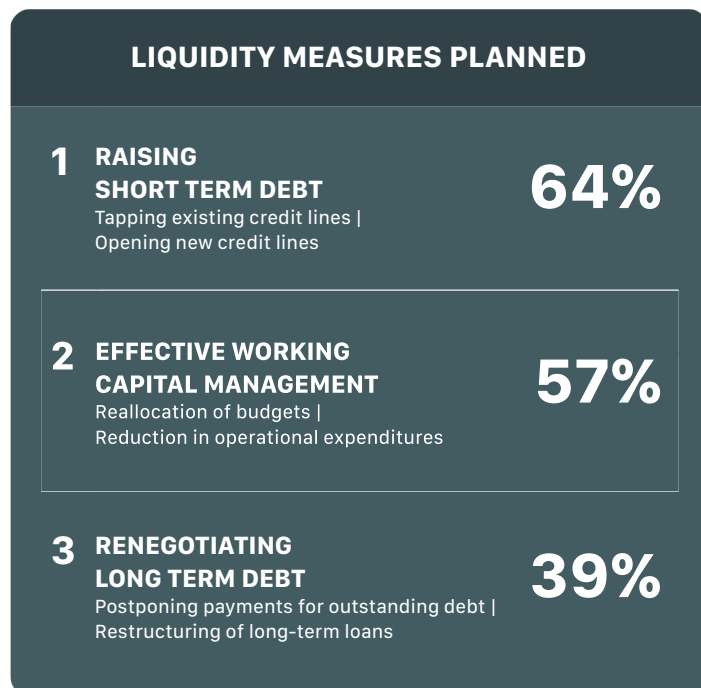 LIQUIDITY MEASURES PLANNED
1
RAISING
SHORT TERM DEBT
Tapping existing credit lines |
Opening new credit lines
64%
2
EFFECTIVE WORKING
CAPITAL MANAGEMENT
Reallocation of budgets |
Reduction in operational expenditures
57%
3
RENEGOTIATING
LONG TERM DEBT
Postponing payments for outstanding debt |
Restructuring of long-term loans
39%